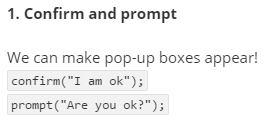 1. Confirm and prompt
We can make pop-up boxes appear!
confirm("I am ok");
prompt("Are you ok?");